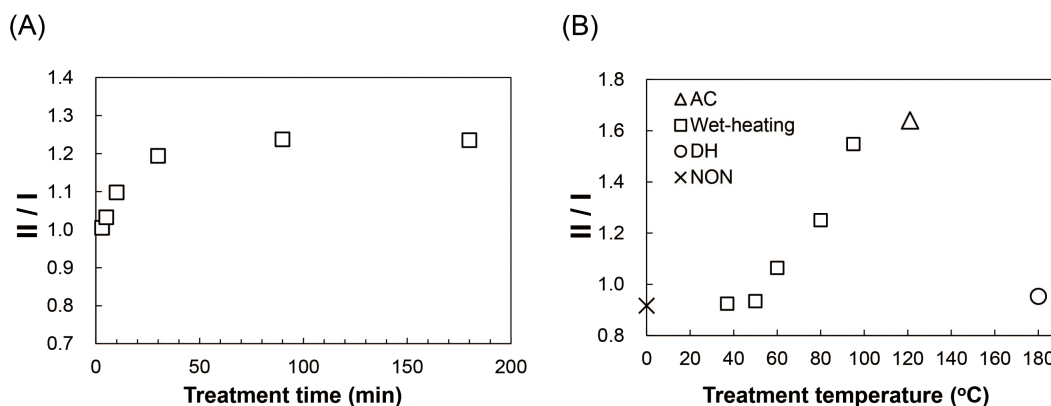 (A)
II / I
1.4
1.3
1.2
1.1
1.0
0.9
0.8
0.7
0
50
100
150
200
Treatment time (min)
(B)
II / I
1.8
1.6
1.4
1.2
1.0
0.8
AC
Wet-heating
DH
NON
0
20
40
60
80
100
120
140
160
180
Treatment temperature (°C)